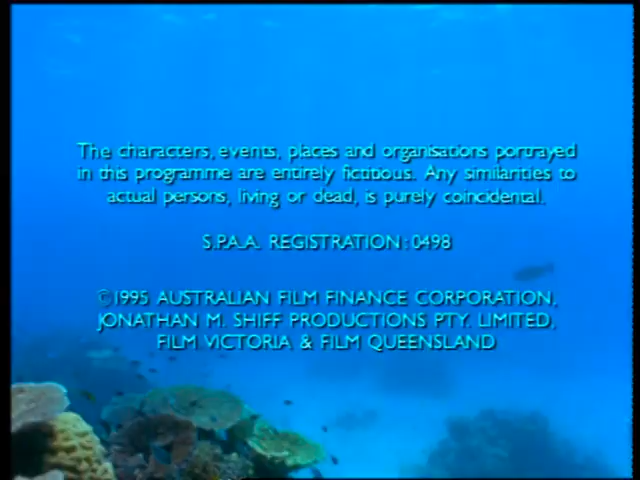 The characters, events, places and organisations portrayed
in this programme are entirely fictitious. Any similarities to
actual persons, living or dead, is purely coincidental.
S.P.A.A. REGISTRATION: 0498
©1995 AUSTRALIAN FILM FINANCE CORPORATION,
JONATHAN M. SHIFF PRODUCTIONS PTY. LIMITED,
FILM VICTORIA & FILM QUEENSLAND